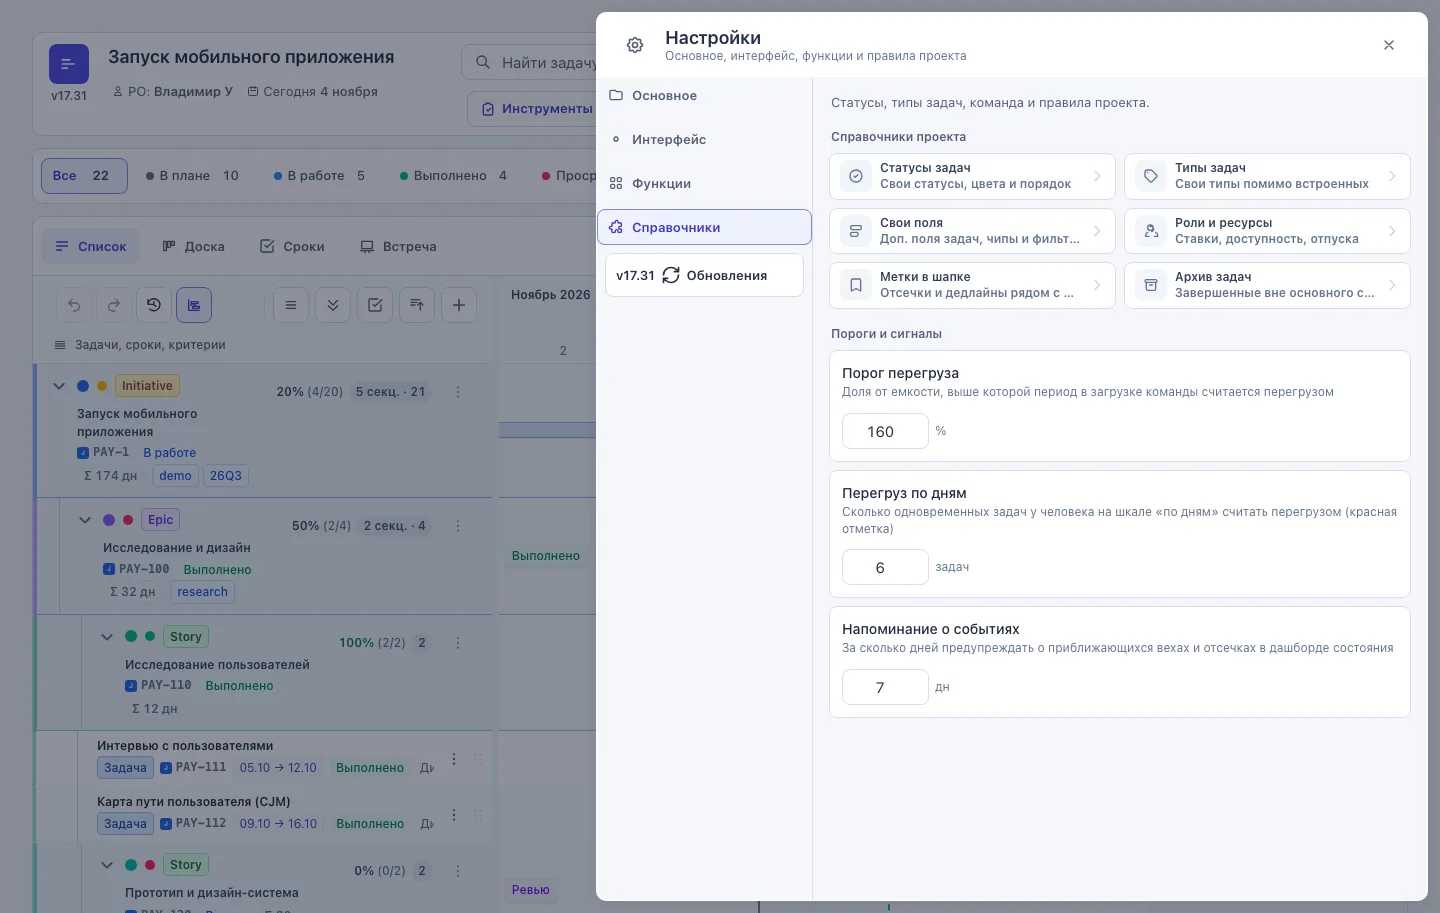 Запуск мобильного приложения
v17.31
РО: Владимир У
Сегодня 4 ноября
Найти задачу
Инструменты
Все 22
В плане 10
В работе 5
Выполнено 4
Список
Доска
Сроки
Встреча
Ноябрь 2026
Задачи, сроки, критерии
2
Initiative
20% (4/20) 5 секц. · 21
Запуск мобильного
приложения
PAY-1 В работе
Σ 174 дн demo 26Q3
Epic
50% (2/4) 2 секц. · 4
Исследование и дизайн
PAY-100 Выполнено
Σ 32 дн research
Выполнено
Story
100% (2/2) 2
Исследование пользователей
PAY-110 Выполнено
Σ 12 дн
Интервью с пользователями
Задача PAY-111 05.10 → 12.10 Выполнено
Карта пути пользователя (CJM)
Задача PAY-112 09.10 → 16.10 Выполнено
Story
0% (0/2) 2
Прототип и дизайн-система
Ревью
Настройки
Основное, интерфейс, функции и правила проекта
Основное
Интерфейс
Функции
Справочники
v17.31 Обновления
Статусы, типы задач, команда и правила проекта.
Справочники проекта
Статусы задач
Свои статусы, цвета и порядок
Типы задач
Свои типы помимо встроенных
Свои поля
Доп. поля задач, чипы и фильт...
Роли и ресурсы
Ставки, доступность, отпуска
Метки в шапке
Отсечки и дедлайны рядом с ...
Архив задач
Завершенные вне основного с...
Пороги и сигналы
Порог перегруза
Доля от емкости, выше которой период в загрузке команды считается перегрузом
160 %
Перегруз по дням
Сколько одновременных задач у человека на шкале «по дням» считать перегрузом (красная
отметка)
6 задач
Напоминание о событиях
За сколько дней предупреждать о приближающихся вехах и отсечках в дашборде состояния
7 дн